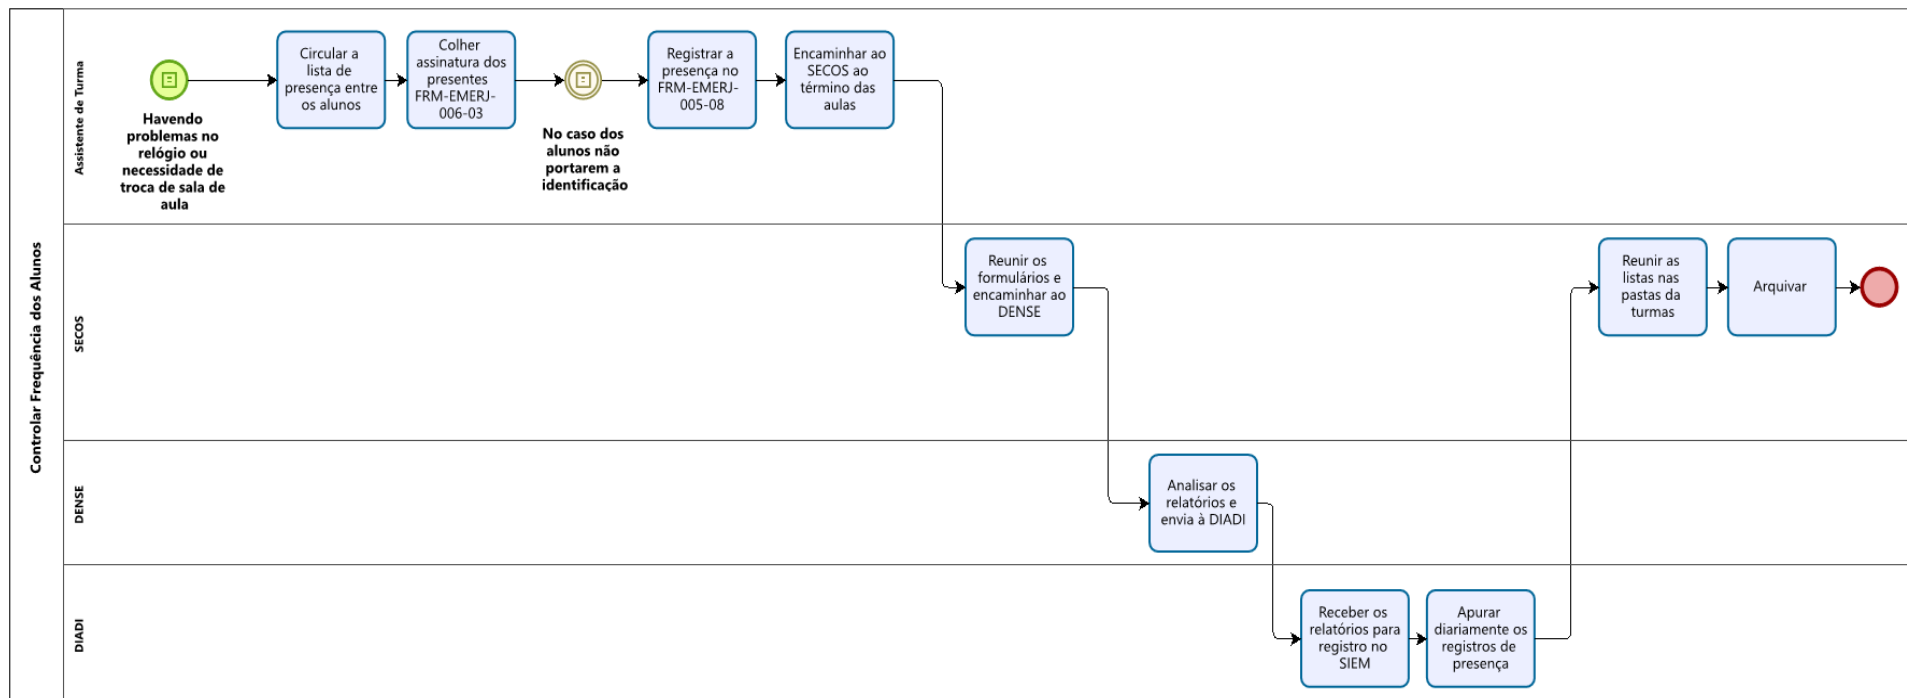 Controlar Frequência dos Alunos
Assistente de Turma
Havendo
problemas no
relógio ou
necessidade de
troca de sala de
aula
Circular a
lista de
presença entre
os alunos
Colher
assinatura dos
presentes
FRM-EMERJ-
006-03
No caso dos
alunos não
portarem a
identificação
Registrar a
presença no
FRM-EMERJ-
005-08
Encaminhar ao
SECOS ao
término das
aulas
SECOS
Reunir os
formulários e
encaminhar ao
DENSE
Reunir as
listas nas
pastas da
turmas
Arquivar
DENSE
Analisar os
relatórios e
envia à DIADI
DIADI
Receber os
relatórios para
registro no
SIEM
Apurar
diariamente os
registros de
presença